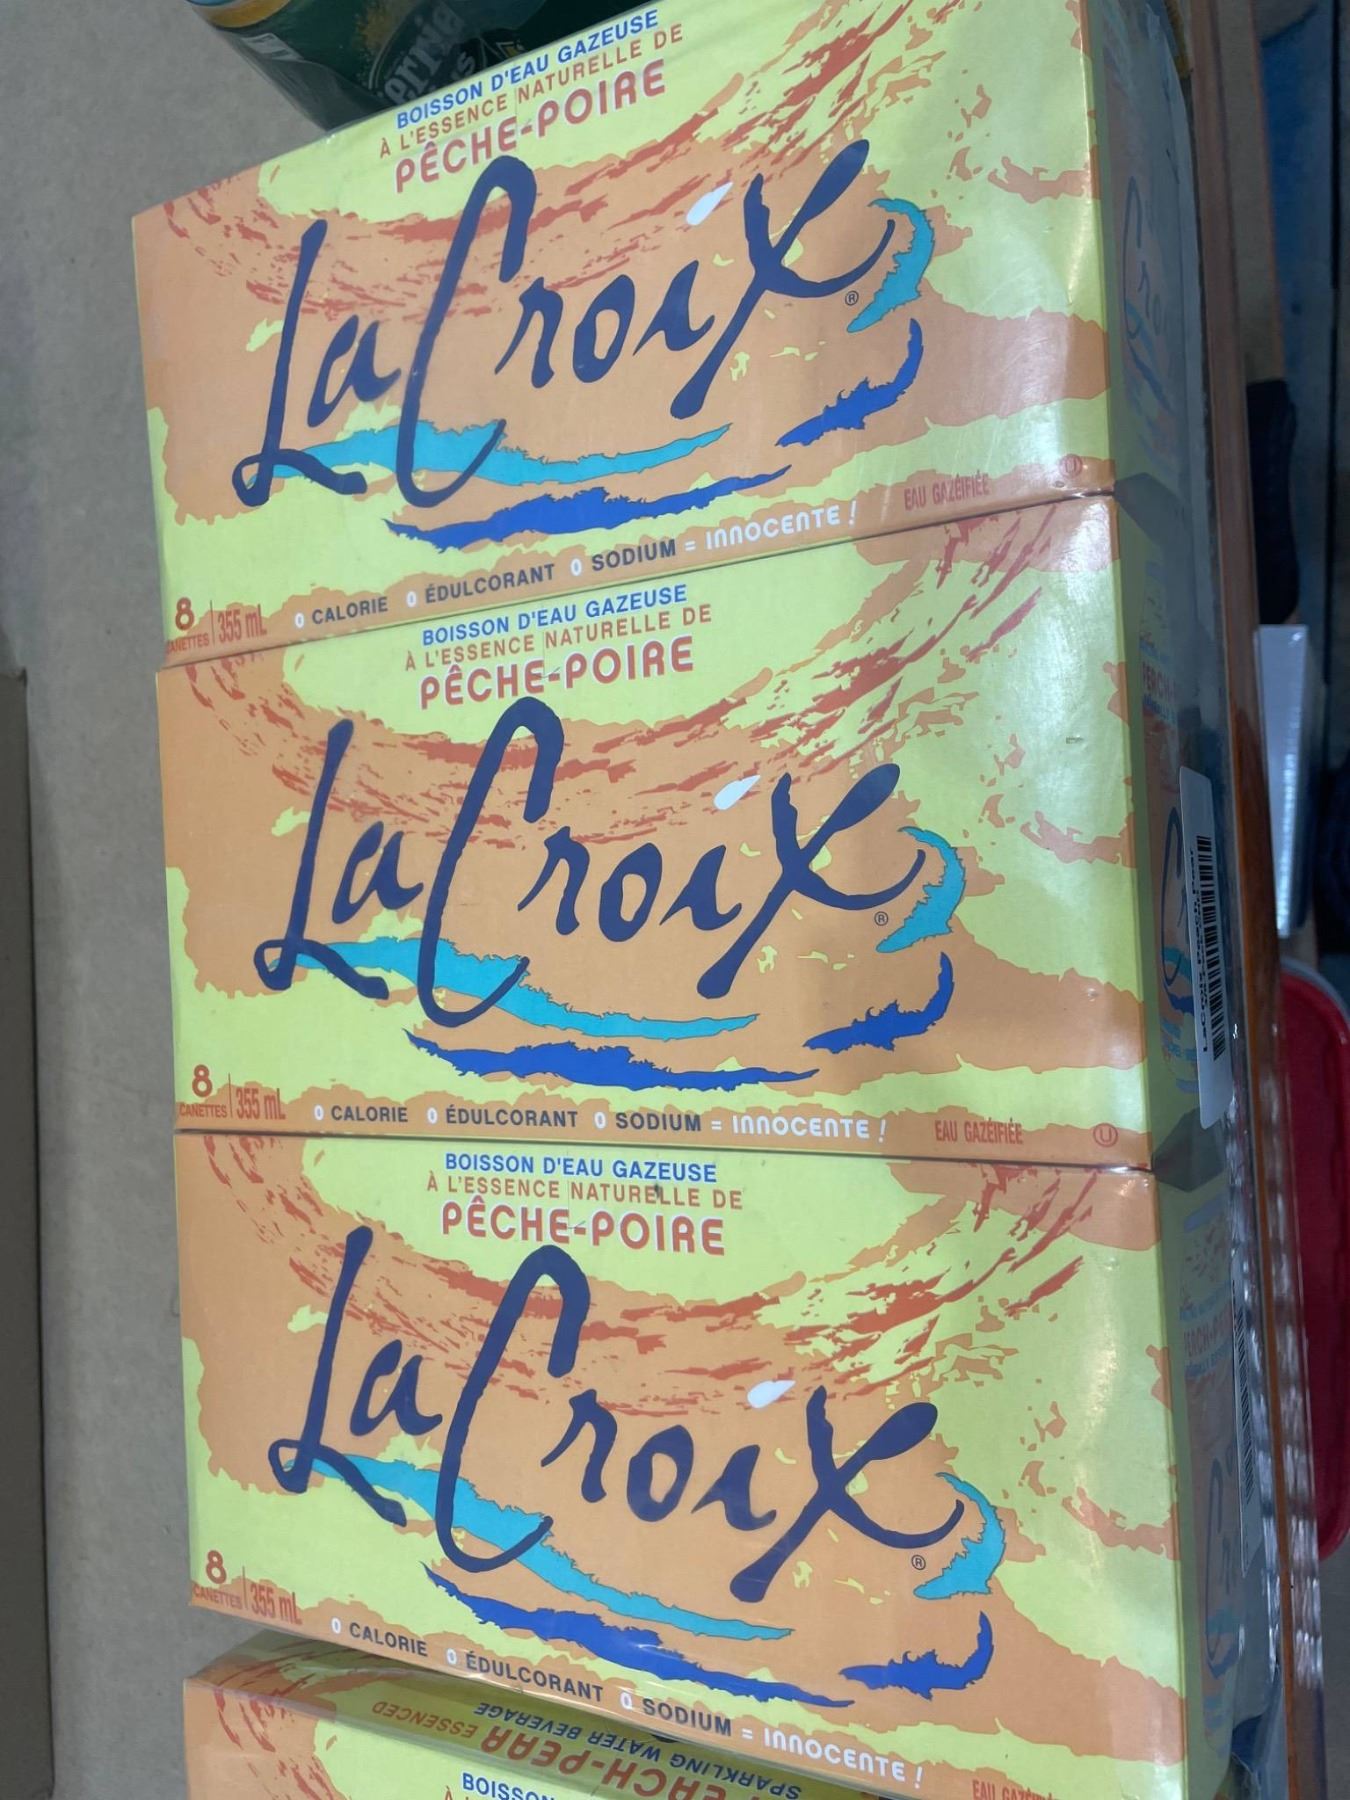 BOISSON D'EAU GAZEUSE
À L'ESSENCE NATURELLE DE
PÊCHE-POIRE
LaCroix®
EAU GAZÉIFIÉE U
8 CANETTES 355 mL
0 CALORIE 0 ÉDULCORANT 0 SODIUM = INNOCENTE !
BOISSON D'EAU GAZEUSE
À L'ESSENCE NATURELLE DE
PÊCHE-POIRE
LaCroix®
8 CANETTES 355 mL
0 CALORIE 0 ÉDULCORANT 0 SODIUM = INNOCENTE !
EAU GAZÉIFIÉE U
LaCroix Peach Pear
BOISSON D'EAU GAZEUSE
À L'ESSENCE NATURELLE DE
PÊCHE-POIRE
LaCroix®
8 CANETTES 355 mL
0 CALORIE 0 ÉDULCORANT 0 SODIUM = INNOCENTE !
EAU
SPARKLING WATER BEVERAGE
PEACH-PEAR ESSENCED